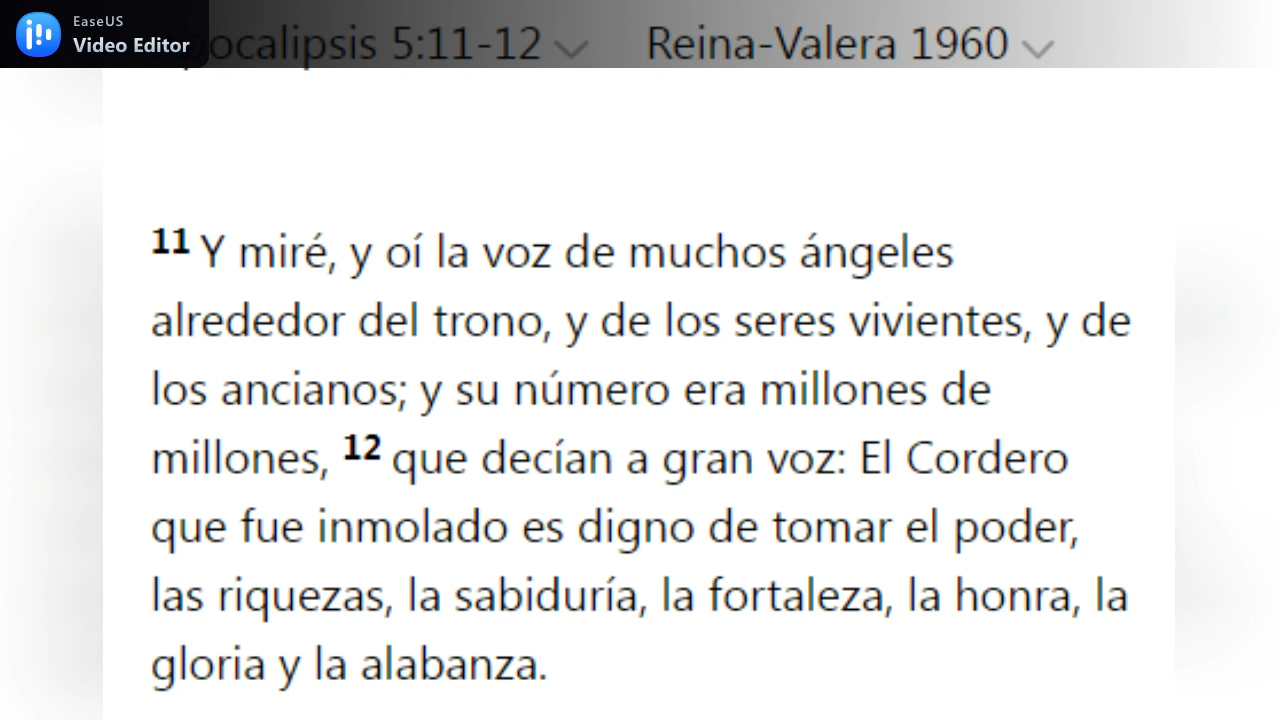 EaseUS
Video Editor
pocalipsis 5:11-12 Reina-Valera 1960
11 Y miré, y oí la voz de muchos ángeles
alrededor del trono, y de los seres vivientes, y de
los ancianos; y su número era millones de
millones, 12 que decían a gran voz: El Cordero
que fue inmolado es digno de tomar el poder,
las riquezas, la sabiduría, la fortaleza, la honra, la
gloria y la alabanza.